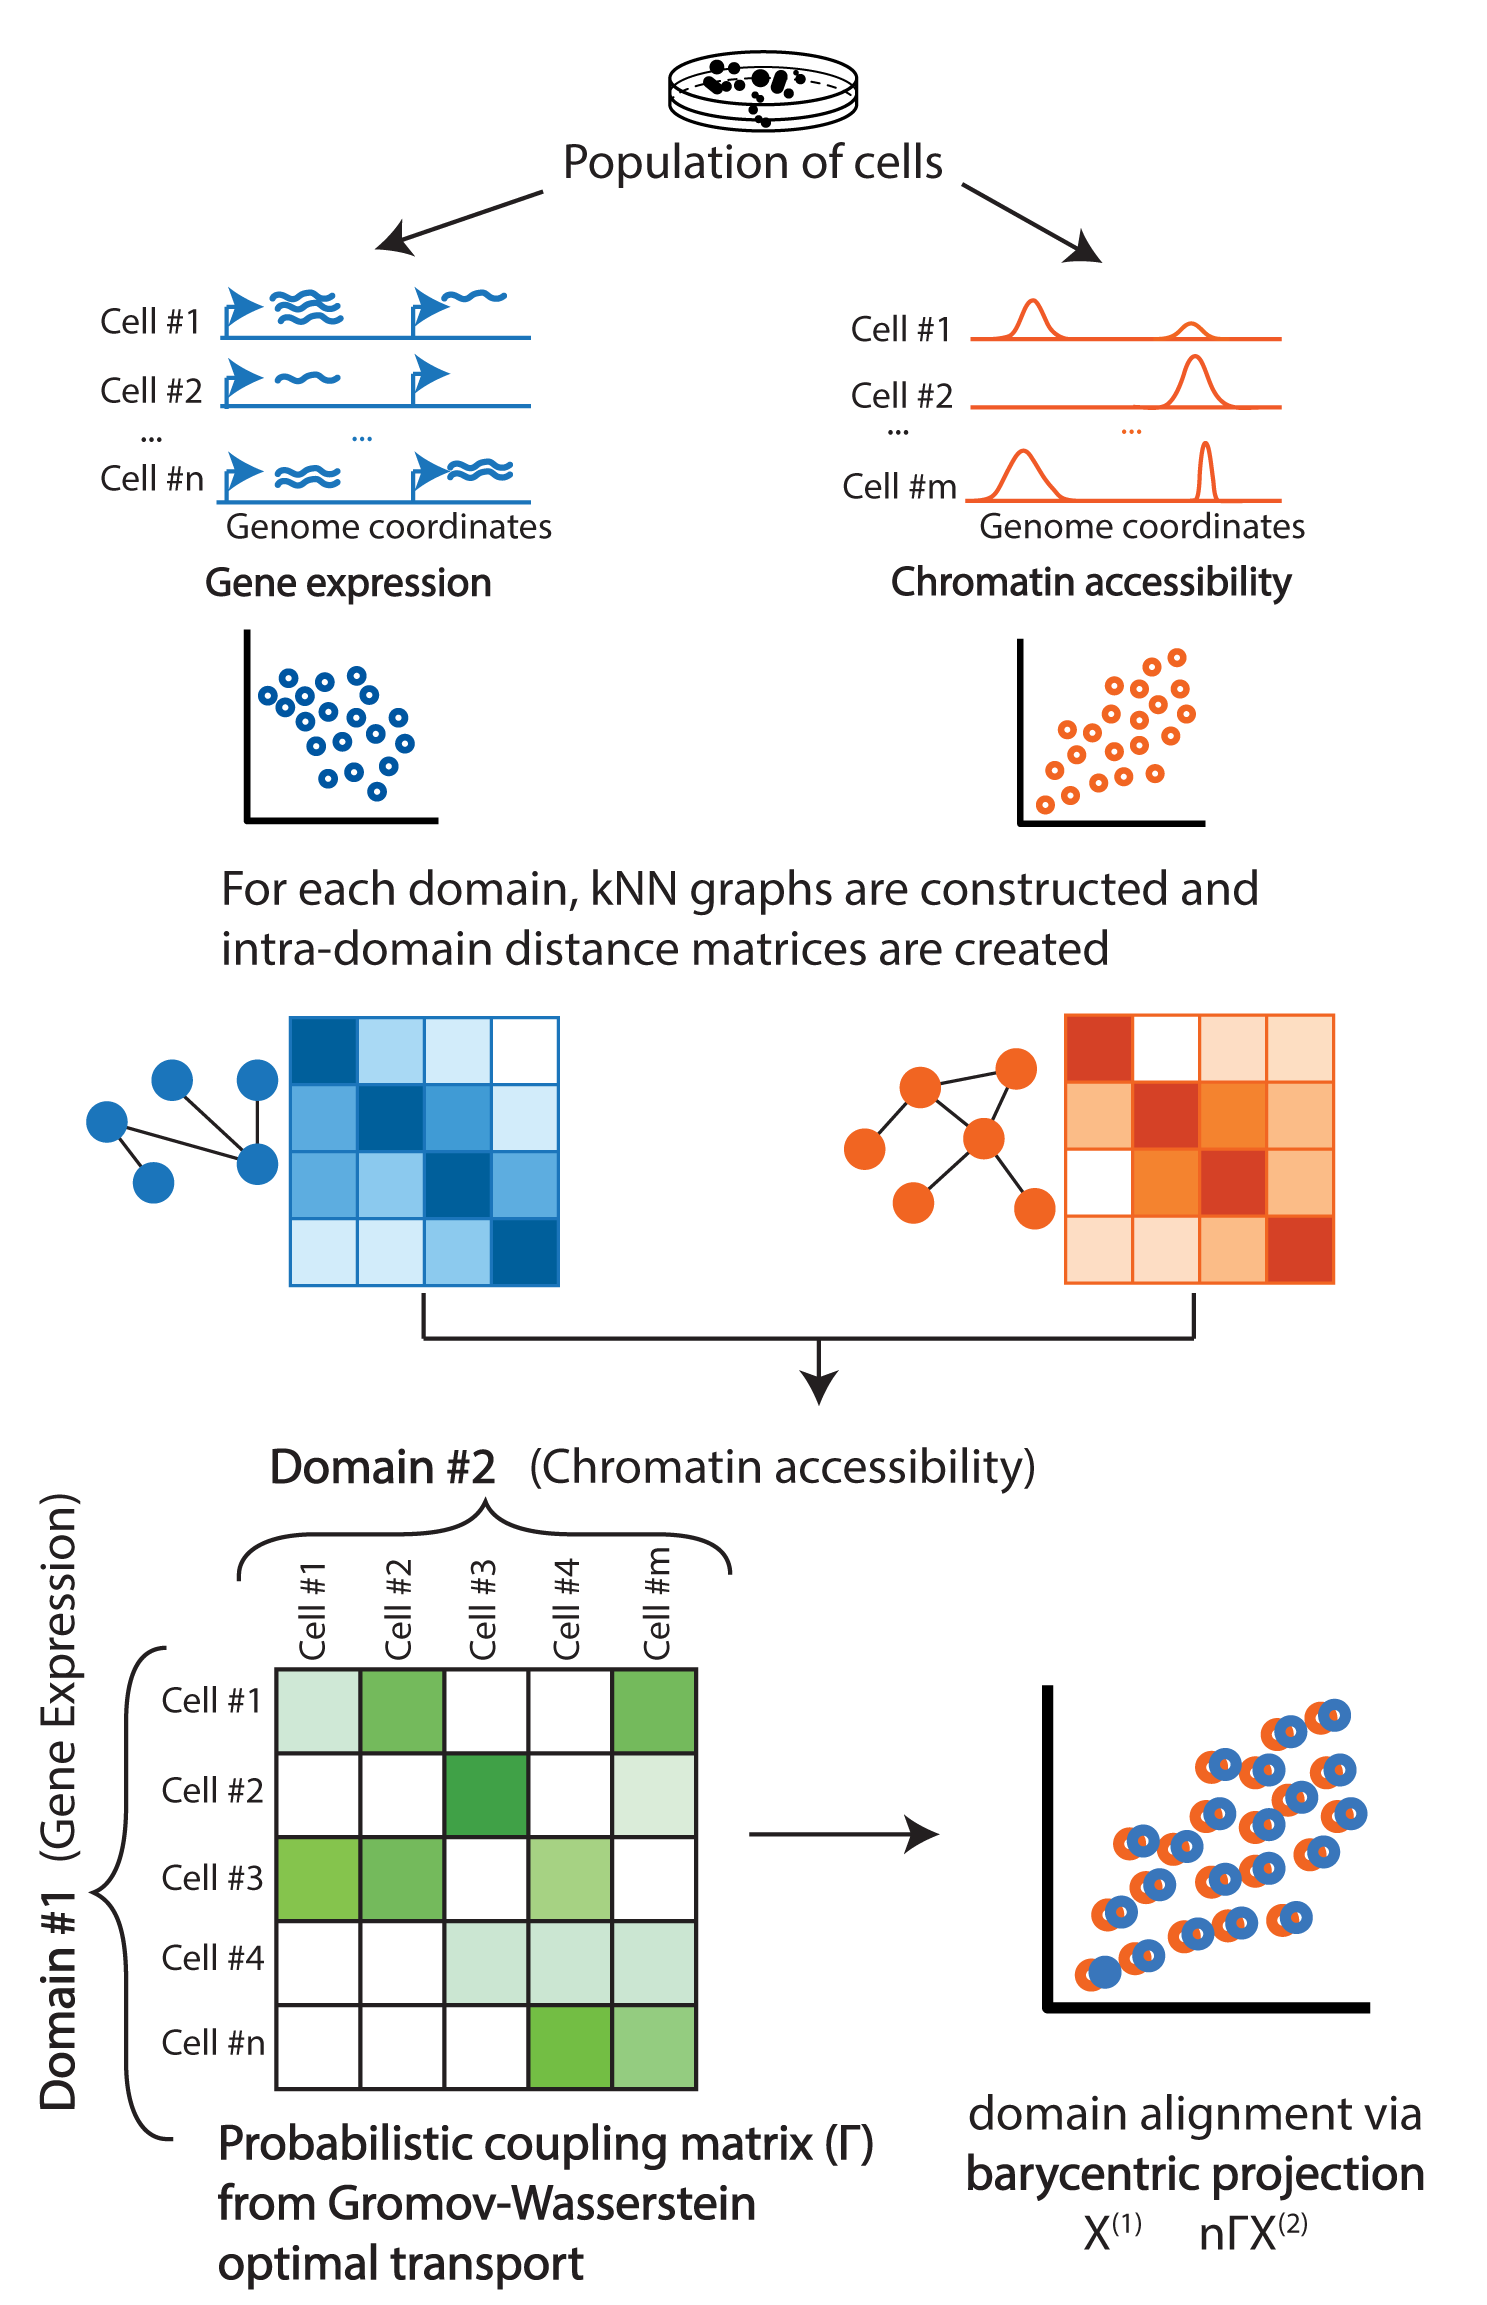 Population of cells
Cell #1
Cell #2
...
...
Cell #n
Genome coordinates
Gene expression
Cell #1
Cell #2
...
...
Cell #m
Genome coordinates
Chromatin accessibility
For each domain, kNN graphs are constructed and
intra-domain distance matrices are created
Domain #2 (Chromatin accessibility)
Cell #1
Cell #2
Cell #3
Cell #4
Cell #m
Domain #1 (Gene Expression)
Cell #1
Cell #2
Cell #3
Cell #4
Cell #n
Probabilistic coupling matrix (Γ)
from Gromov-Wasserstein
optimal transport
domain alignment via
barycentric projection
X⁽¹⁾ nΓX⁽²⁾